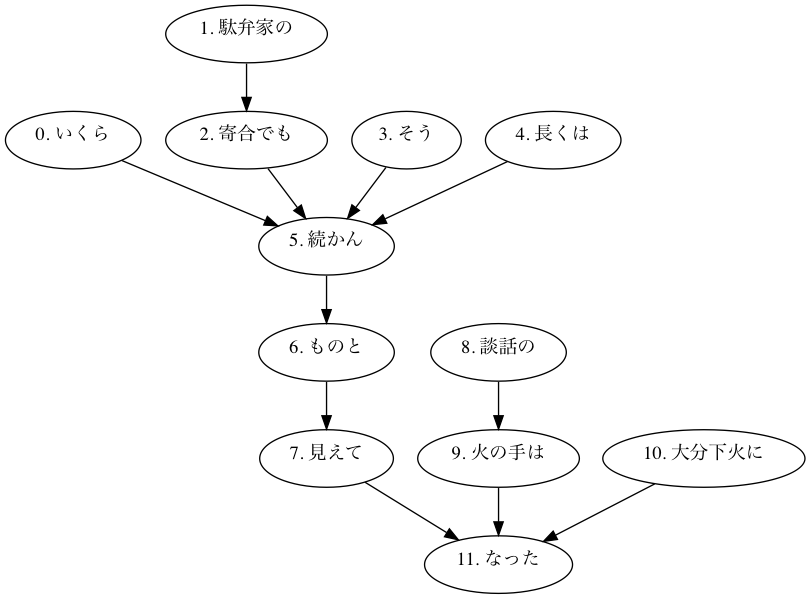 1. 駄弁家の
0. いくら
2. 寄合でも
3. そう
4. 長くは
5. 続かん
6. ものと
8. 談話の
7. 見えて
9. 火の手は
10. 大分下火に
11. なった